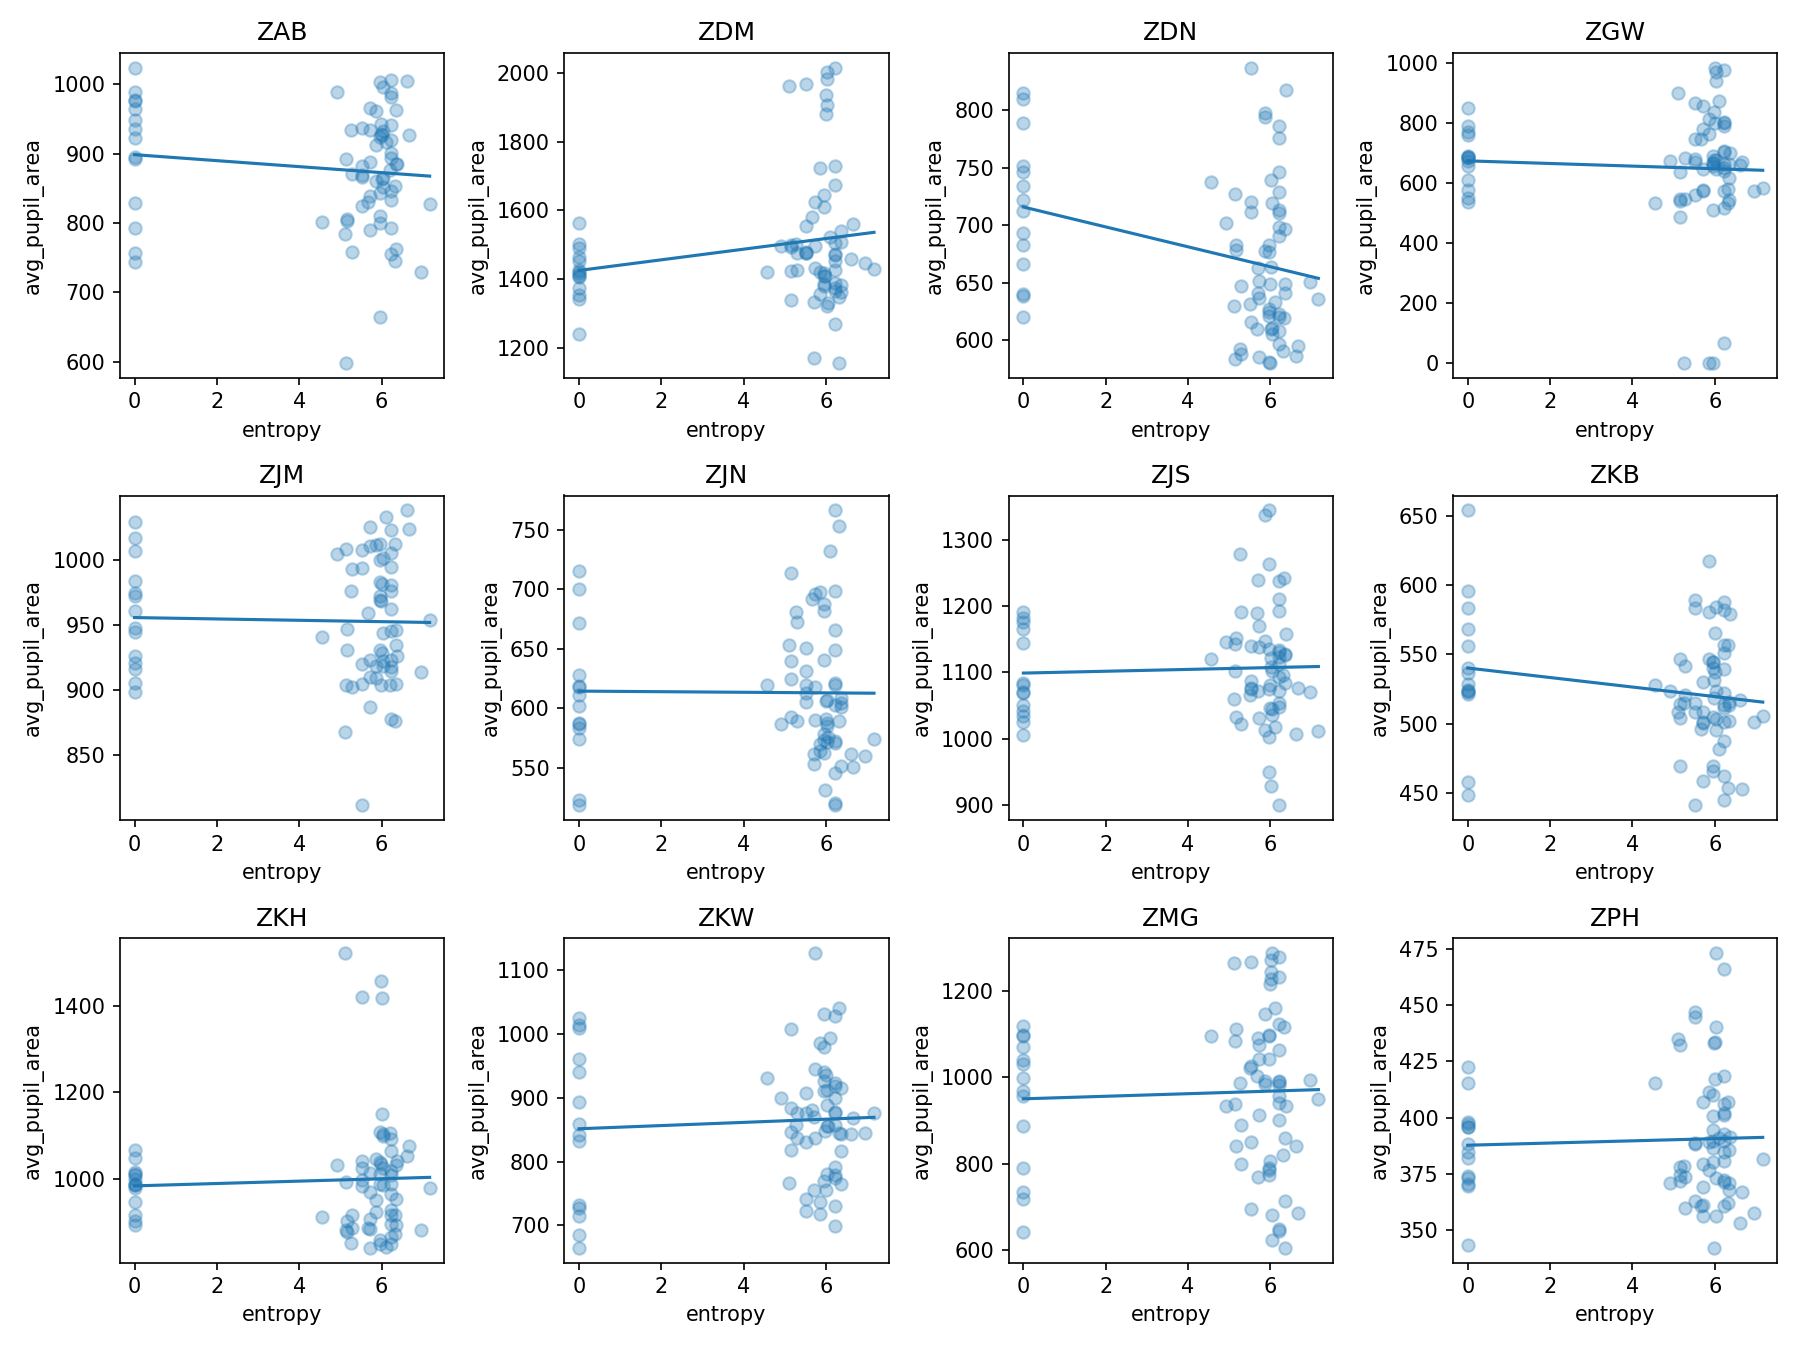 ZAB
avg_pupil_area
1000
900
800
700
600
0 2 4 6
entropy
ZDM
avg_pupil_area
2000
1800
1600
1400
1200
0 2 4 6
entropy
ZDN
avg_pupil_area
800
750
700
650
600
0 2 4 6
entropy
ZGW
avg_pupil_area
1000
800
600
400
200
0
0 2 4 6
entropy
ZJM
avg_pupil_area
1000
950
900
850
0 2 4 6
entropy
ZJN
avg_pupil_area
750
700
650
600
550
0 2 4 6
entropy
ZJS
avg_pupil_area
1300
1200
1100
1000
900
0 2 4 6
entropy
ZKB
avg_pupil_area
650
600
550
500
450
0 2 4 6
entropy
ZKH
avg_pupil_area
1400
1200
1000
0 2 4 6
entropy
ZKW
avg_pupil_area
1100
1000
900
800
700
0 2 4 6
entropy
ZMG
avg_pupil_area
1200
1000
800
600
0 2 4 6
entropy
ZPH
avg_pupil_area
475
450
425
400
375
350
0 2 4 6
entropy